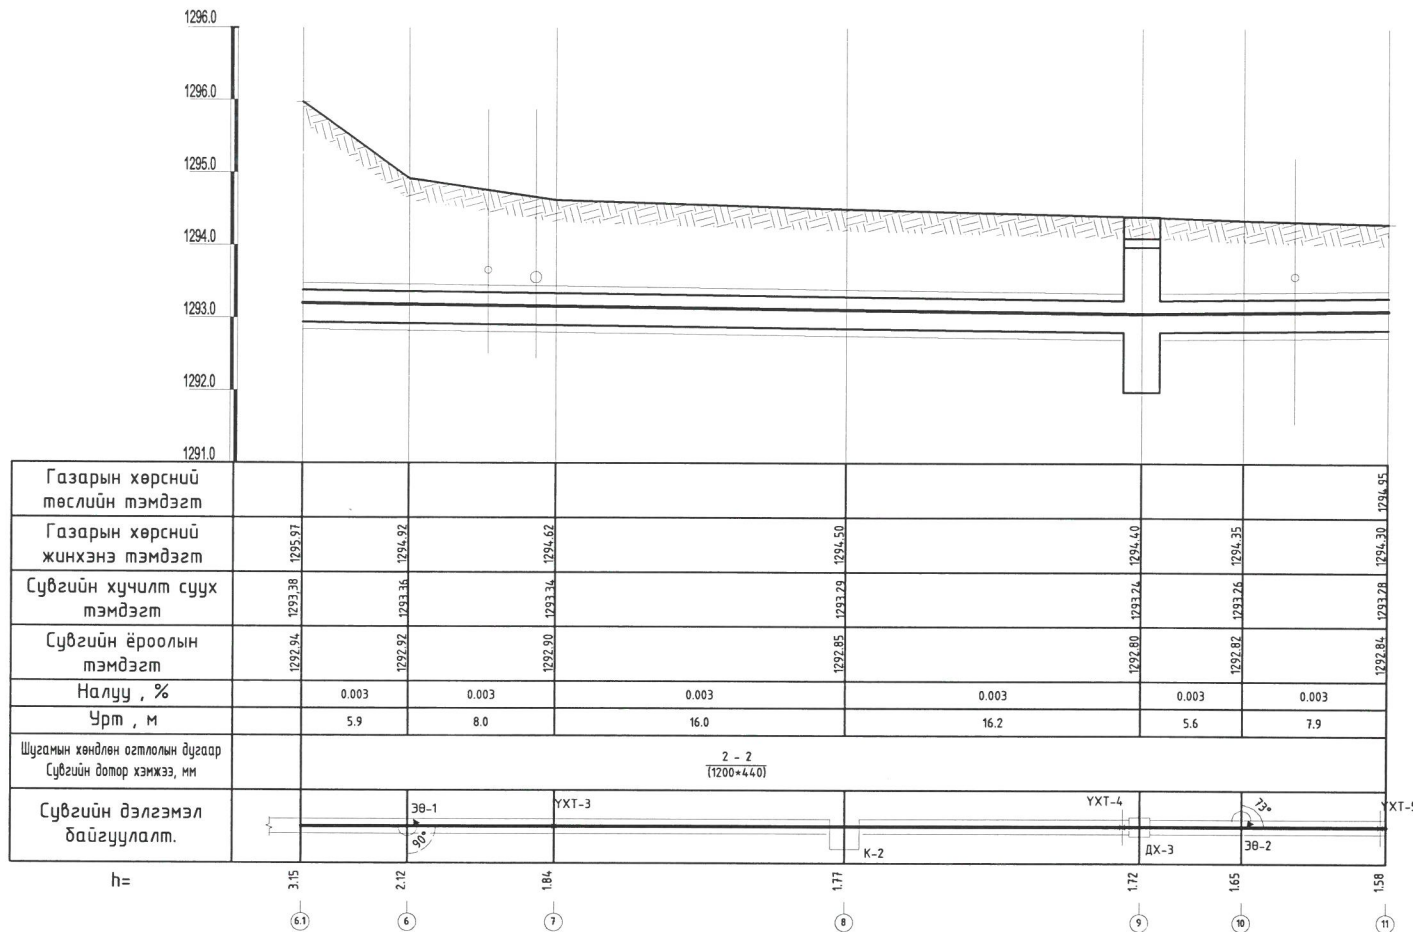 1296.0
1296.0
1295.0
1294.0
1293.0
1292.0
1291.0
Газарын хөрсний
төслийн тэмдэгт
1294.95
Газарын хөрсний
жинхэнэ тэмдэгт
1295.97 1294.92 1294.62 1294.50 1294.40 1294.35 1294.30
Сувгийн хучилт суух
тэмдэгт
1293,38 1293.36 1293.34 1293.29 1293.24 1293.26 1293.28
Сувгийн ёроолын
тэмдэгт
1292.94 1292.92 1292.90 1292.85 1292.80 1292.82 1292.84
Налуу , % 0.003 0.003 0.003 0.003 0.003 0.003
Урт , м 5.9 8.0 16.0 16.2 5.6 7.9
Шугамын хөндлөн огтлолын дугаар
Сувгийн дотор хэмжээ, мм
2 - 2
(1200*440)
Сувгийн дэлгэмэл
байгуулалт.
ЭӨ-1 ҮХТ-3 ҮХТ-4 73° ҮХТ-5
90° К-2 ДХ-3 ЭӨ-2
h= 3.15 2.12 1.84 1.77 1.72 1.65 1.58
6.1 6 7 8 9 10 11